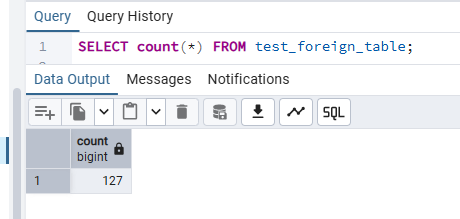 Query Query History
1 SELECT count(*) FROM test_foreign_table;
Data Output Messages Notifications
SQL
count
bigint
1 127